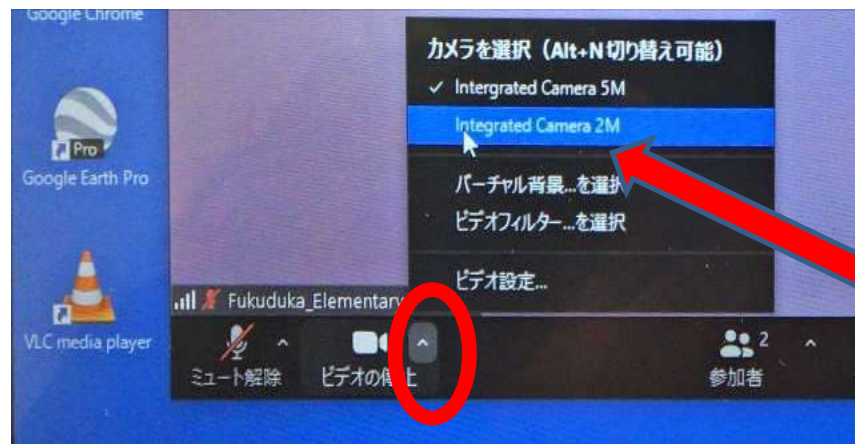 Google Chrome
Pro
Google Earth Pro
VLC media player
カメラを選択（Alt+N切り替え可能）
✓ Intergrated Camera 5M
Integrated Camera 2M
バーチャル背景...を選択
ビデオフィルター...を選択
ビデオ設定...
Fukuduka_Elementary
ミュート解除
ビデオの停止
2
参加者